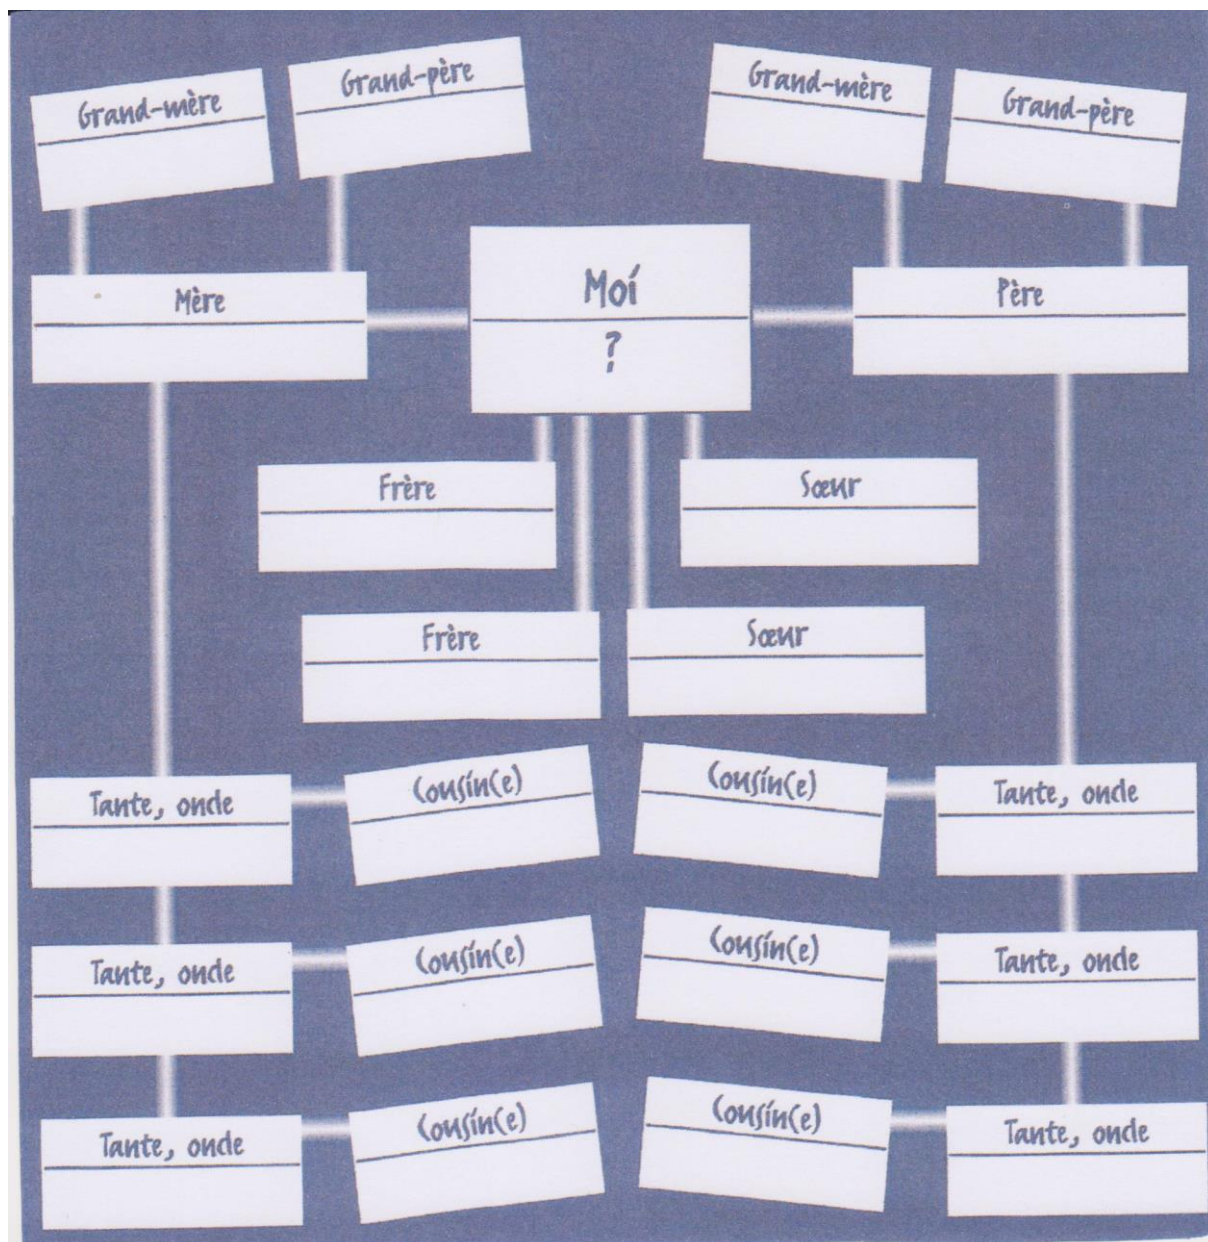 Grand-mère
Grand-père
Grand-mère
Grand-père
Mère
Moi
?
Père
Frère
Sœur
Frère
Sœur
Tante, oncle
Cousin(e)
Cousin(e)
Tante, oncle
Tante, oncle
Cousin(e)
Cousin(e)
Tante, oncle
Tante, oncle
Cousin(e)
Cousin(e)
Tante, oncle